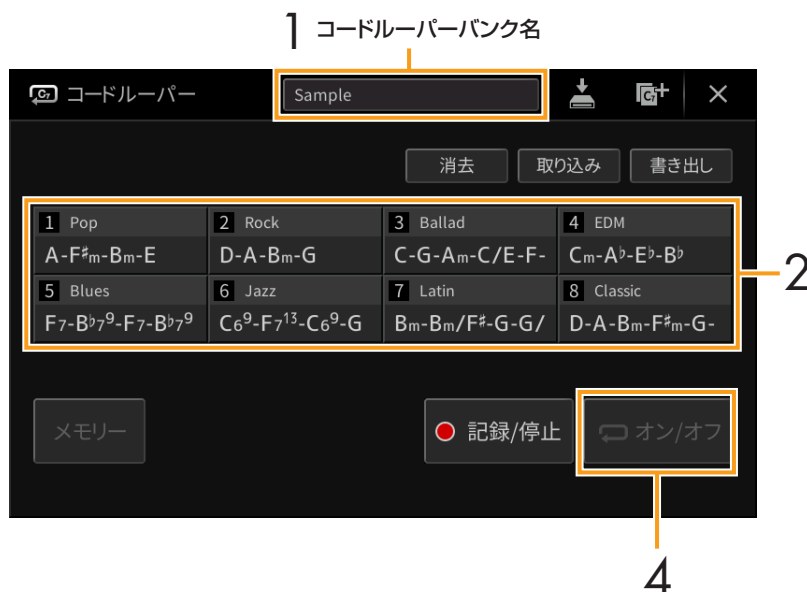 1 コードルーパーバンク名
コードルーパー Sample
消去 取り込み 書き出し
1 Pop 2 Rock 3 Ballad 4 EDM
A-F♯m-Bm-E D-A-Bm-G C-G-Am-C/E-F- Cm-A♭-E♭-B♭
2
5 Blues 6 Jazz 7 Latin 8 Classic
F7-B♭7⁹-F7-B♭7⁹ C6⁹-F7¹³-C6⁹-G Bm-Bm/F♯-G-G/ D-A-Bm-F♯m-G-
メモリー 記録/停止 オン/オフ
4